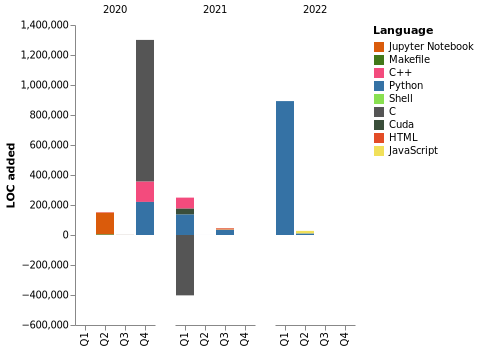 2020 2021 2022
1,400,000
1,200,000
1,000,000
800,000
600,000
400,000
200,000
0
−200,000
−400,000
−600,000
LOC added
Q1 Q2 Q3 Q4 Q1 Q2 Q3 Q4 Q1 Q2 Q3 Q4
Language
Jupyter Notebook
Makefile
C++
Python
Shell
C
Cuda
HTML
JavaScript